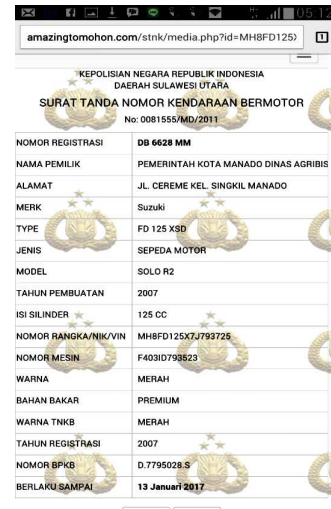 05:12
amazingtomohon.com/stnk/media.php?id=MH8FD125X
KEPOLISIAN NEGARA REPUBLIK INDONESIA
DAERAH SULAWESI UTARA
SURAT TANDA NOMOR KENDARAAN BERMOTOR
No: 0081555/MD/2011
NOMOR REGISTRASI DB 6628 MM
NAMA PEMILIK PEMERINTAH KOTA MANADO DINAS AGRIBIS
ALAMAT JL. CEREME KEL. SINGKIL MANADO
MERK Suzuki
TYPE FD 125 XSD
JENIS SEPEDA MOTOR
MODEL SOLO R2
TAHUN PEMBUATAN 2007
ISI SILINDER 125 CC
NOMOR RANGKA/NIK/VIN MH8FD125X7J793725
NOMOR MESIN F403ID793523
WARNA MERAH
BAHAN BAKAR PREMIUM
WARNA TNKB MERAH
TAHUN REGISTRASI 2007
NOMOR BPKB D.7795028.S
BERLAKU SAMPAI 13 Januari 2017